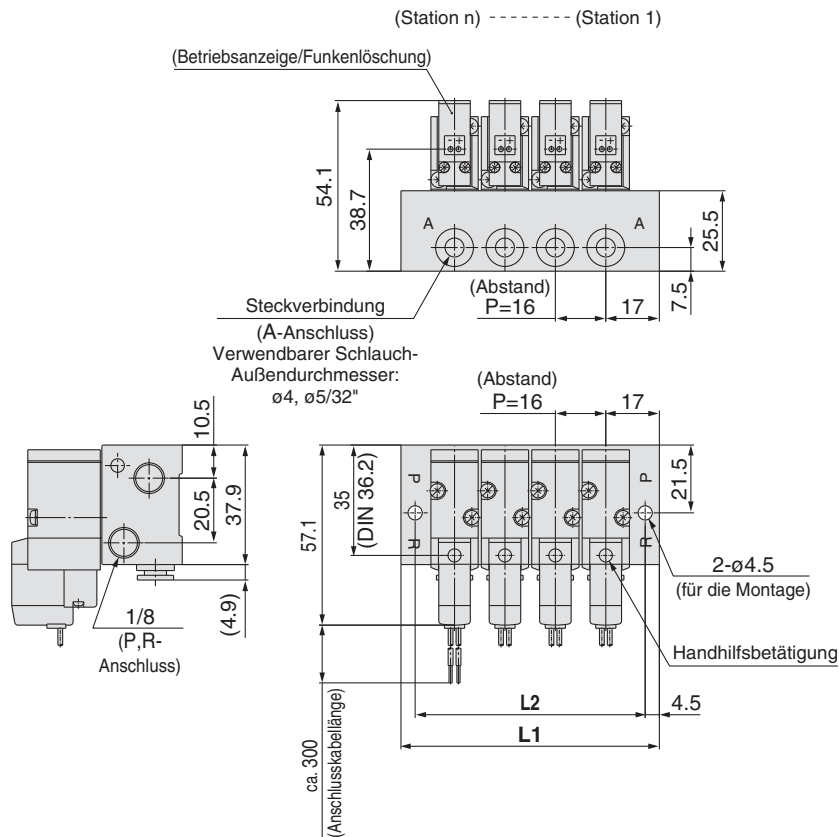 (Station n) -------- (Station 1)
(Betriebsanzeige/Funkenlöschung)
- +
- +
- +
- +
54.1
38.7
A
A
25.5
7.5
(Abstand)
P=16
17
Steckverbindung
(A-Anschluss)
Verwendbarer Schlauch-
Außendurchmesser:
ø4, ø5/32"
(Abstand)
P=16
17
10.5
20.5
37.9
(4.9)
1/8
(P,R-
Anschluss)
57.1
35
(DIN 36.2)
P
R
P
R
21.5
2-ø4.5
(für die Montage)
Handhilfsbetätigung
L2
4.5
L1
ca. 300
(Anschlusskabellänge)